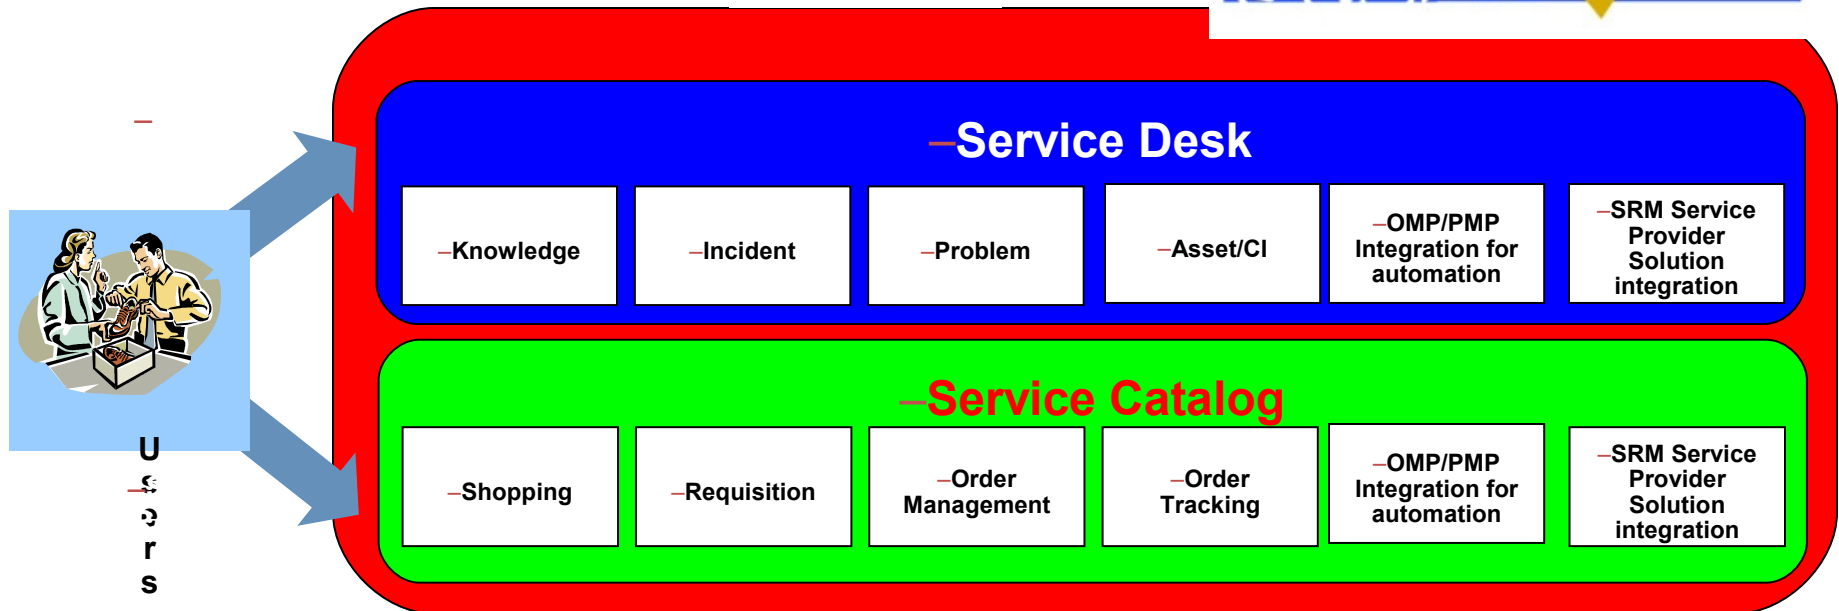 –Service Desk
–Knowledge
–Incident
–Problem
–Asset/CI
–OMP/PMP
Integration for
automation
–SRM Service
Provider
Solution
integration
–Service Catalog
–Shopping
–Requisition
–Order
Management
–Order
Tracking
–OMP/PMP
Integration for
automation
–SRM Service
Provider
Solution
integration
–
U
s
–
e
r
s